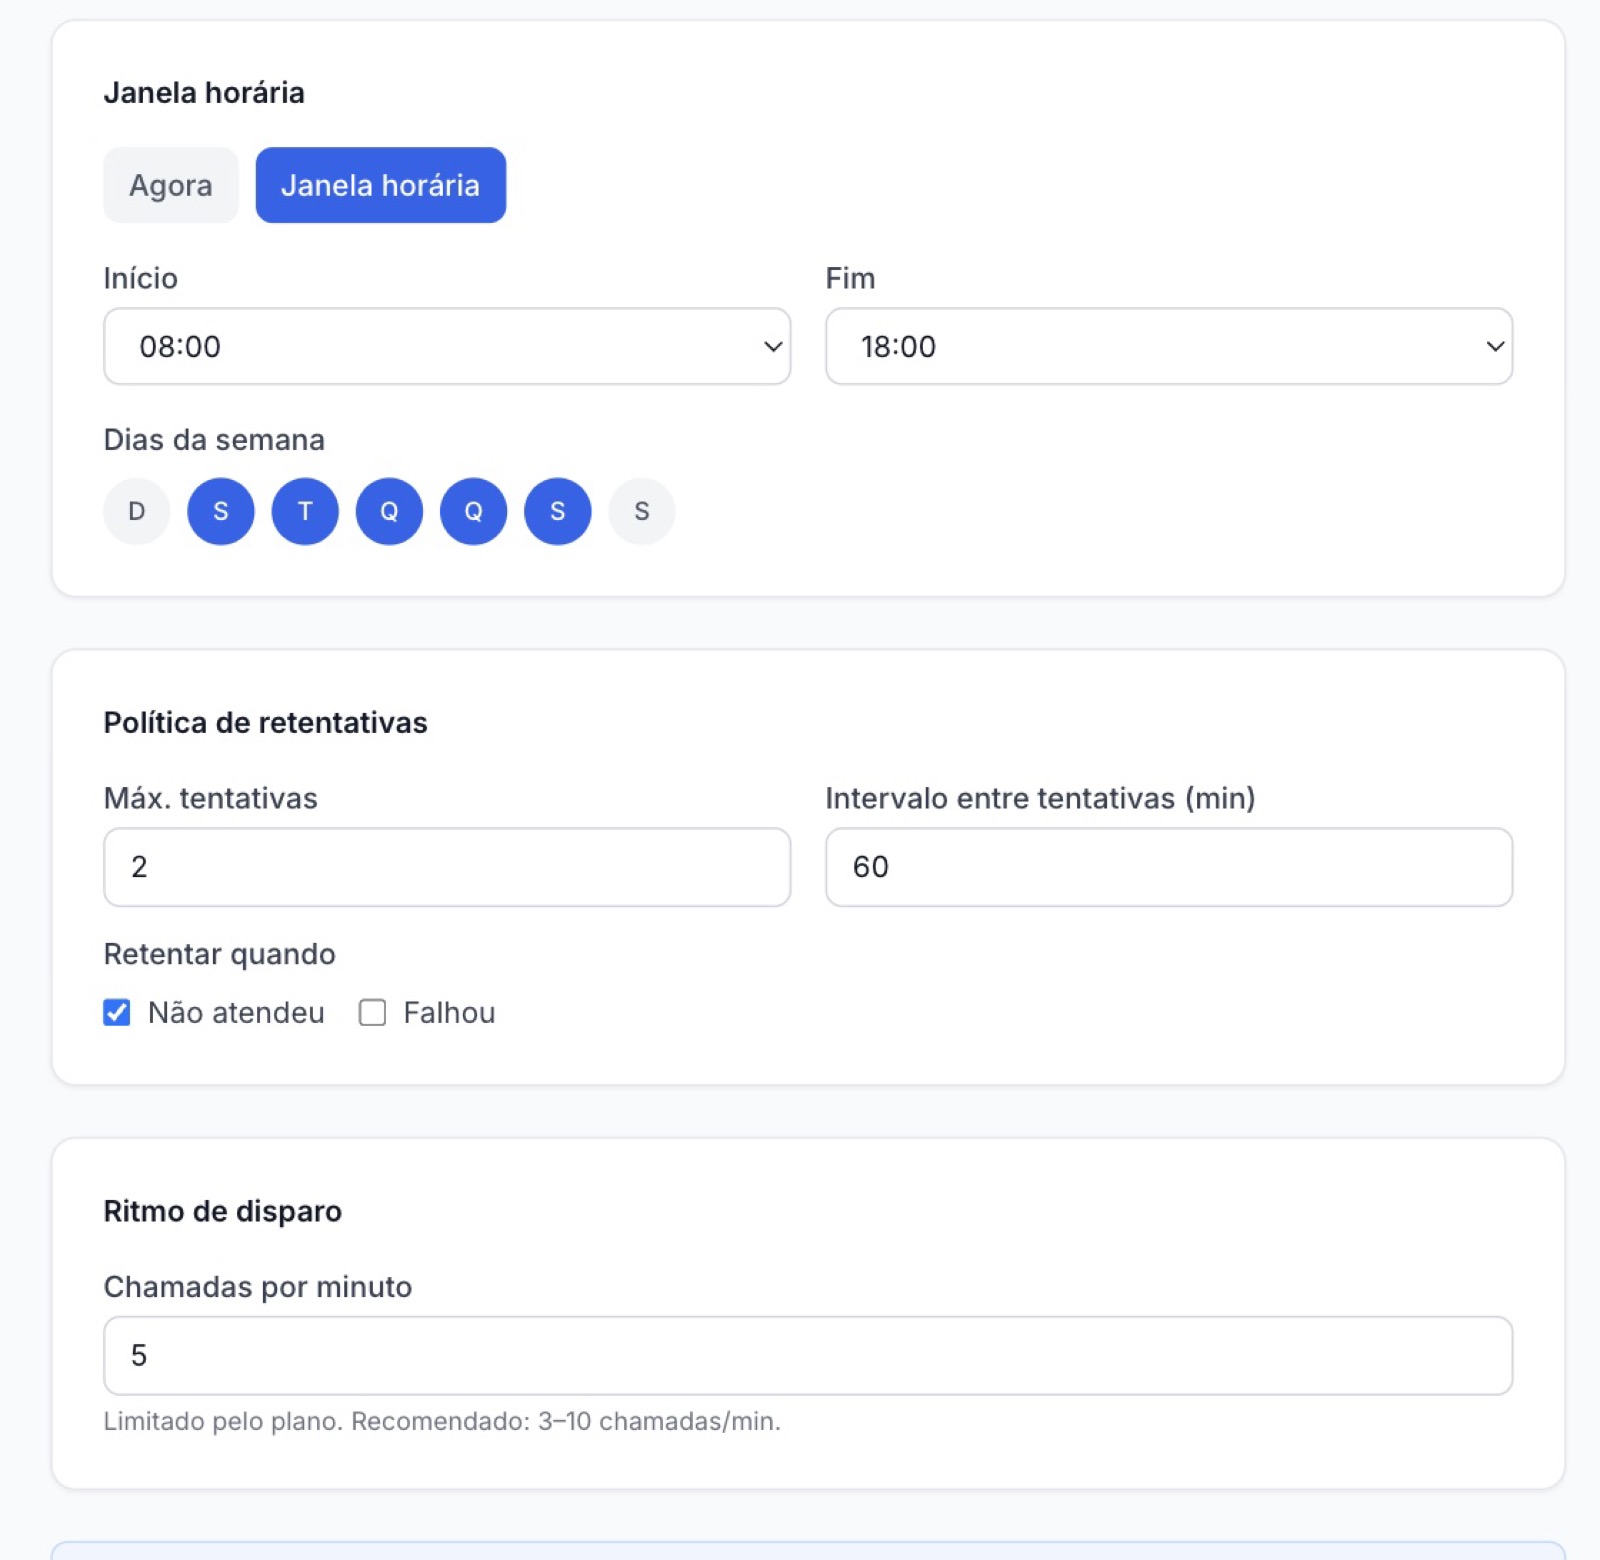 Janela horária
Agora Janela horária
Início Fim
08:00 18:00
Dias da semana
D S T Q Q S S
Política de retentativas
Máx. tentativas Intervalo entre tentativas (min)
2 60
Retentar quando
Não atendeu Falhou
Ritmo de disparo
Chamadas por minuto
5
Limitado pelo plano. Recomendado: 3–10 chamadas/min.